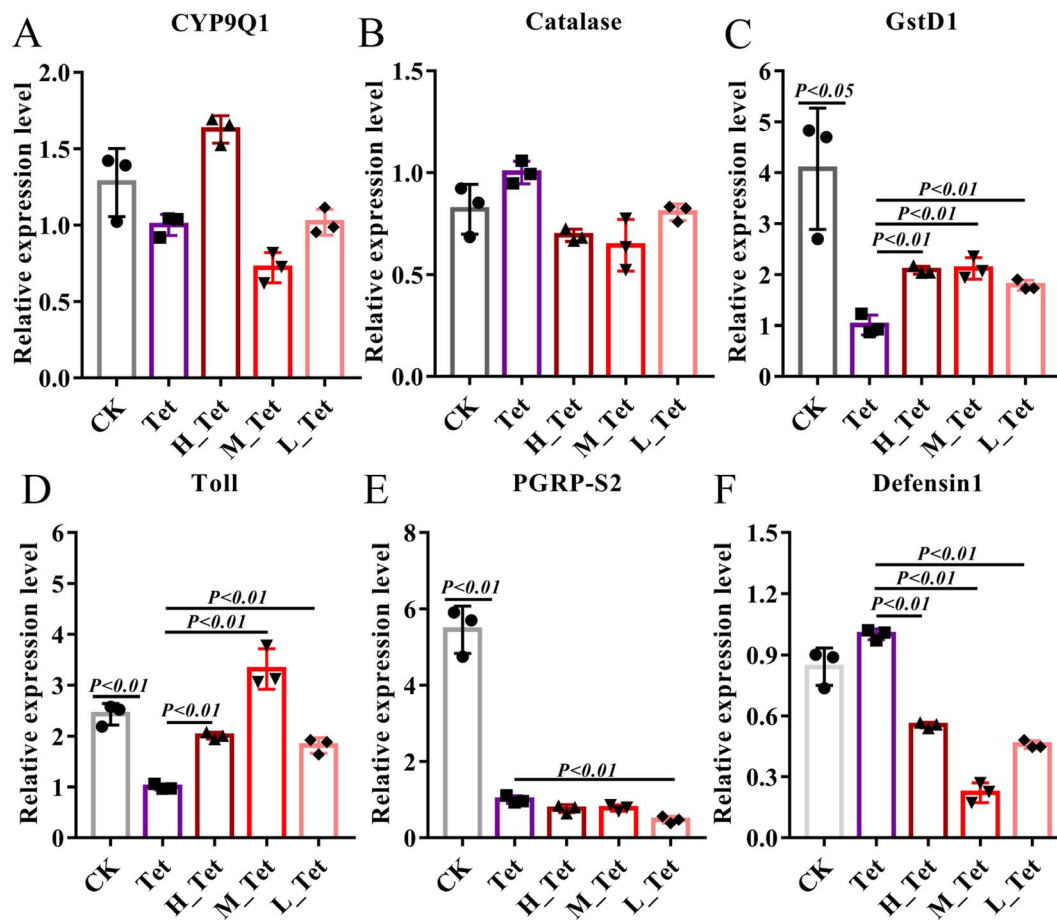 A
CYP9Q1
Relative expression level
2.0
1.5
1.0
0.5
0.0
CK
Tet
H_Tet
M_Tet
L_Tet
B
Catalase
Relative expression level
1.5
1.0
0.5
0.0
CK
Tet
H_Tet
M_Tet
L_Tet
C
GstD1
Relative expression level
6
5
4
3
2
1
0
P<0.05
P<0.01
P<0.01
P<0.01
CK
Tet
H_Tet
M_Tet
L_Tet
D
Toll
Relative expression level
6
5
4
3
2
1
0
P<0.01
P<0.01
P<0.01
P<0.01
CK
Tet
H_Tet
M_Tet
L_Tet
E
PGRP-S2
Relative expression level
8
6
4
2
0
P<0.01
P<0.01
CK
Tet
H_Tet
M_Tet
L_Tet
F
Defensin1
Relative expression level
1.5
1.2
0.9
0.6
0.3
0.0
P<0.01
P<0.01
P<0.01
CK
Tet
H_Tet
M_Tet
L_Tet